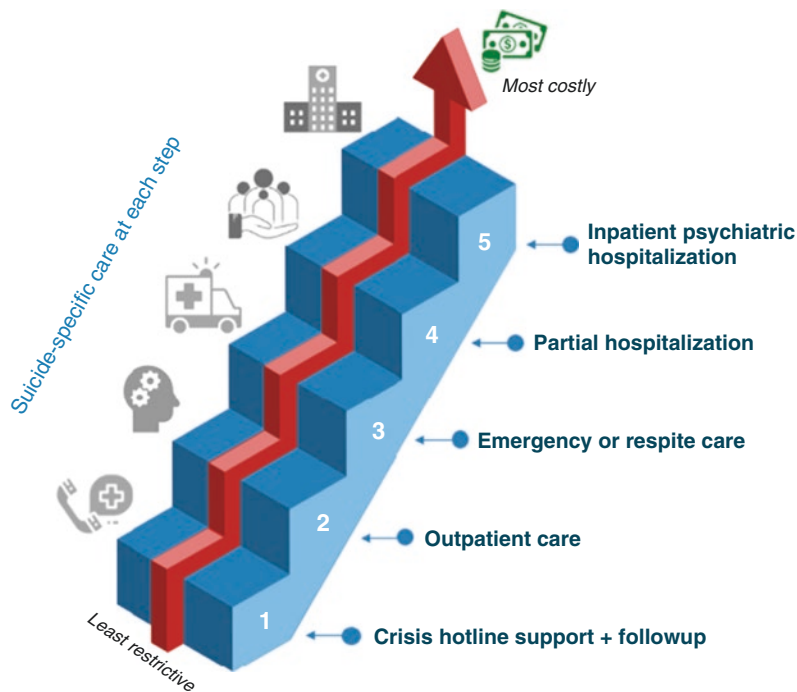 Most costly
Suicide-specific care at each step
5
Inpatient psychiatric
hospitalization
4
Partial hospitalization
3
Emergency or respite care
2
Outpatient care
1
Crisis hotline support + followup
Least restrictive
$